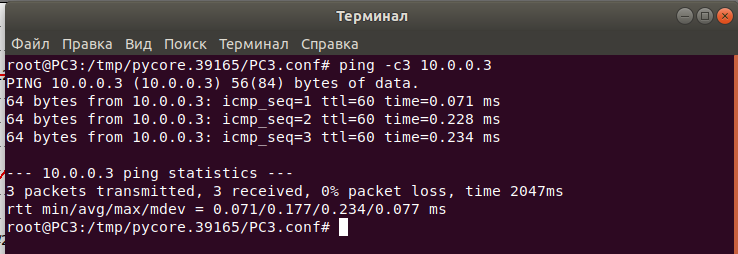 Терминал
Файл Правка Вид Поиск Терминал Справка
root@PC3:/tmp/pycore.39165/PC3.conf# ping -c3 10.0.0.3
PING 10.0.0.3 (10.0.0.3) 56(84) bytes of data.
64 bytes from 10.0.0.3: icmp_seq=1 ttl=60 time=0.071 ms
64 bytes from 10.0.0.3: icmp_seq=2 ttl=60 time=0.228 ms
64 bytes from 10.0.0.3: icmp_seq=3 ttl=60 time=0.234 ms
--- 10.0.0.3 ping statistics ---
3 packets transmitted, 3 received, 0% packet loss, time 2047ms
rtt min/avg/max/mdev = 0.071/0.177/0.234/0.077 ms
root@PC3:/tmp/pycore.39165/PC3.conf#